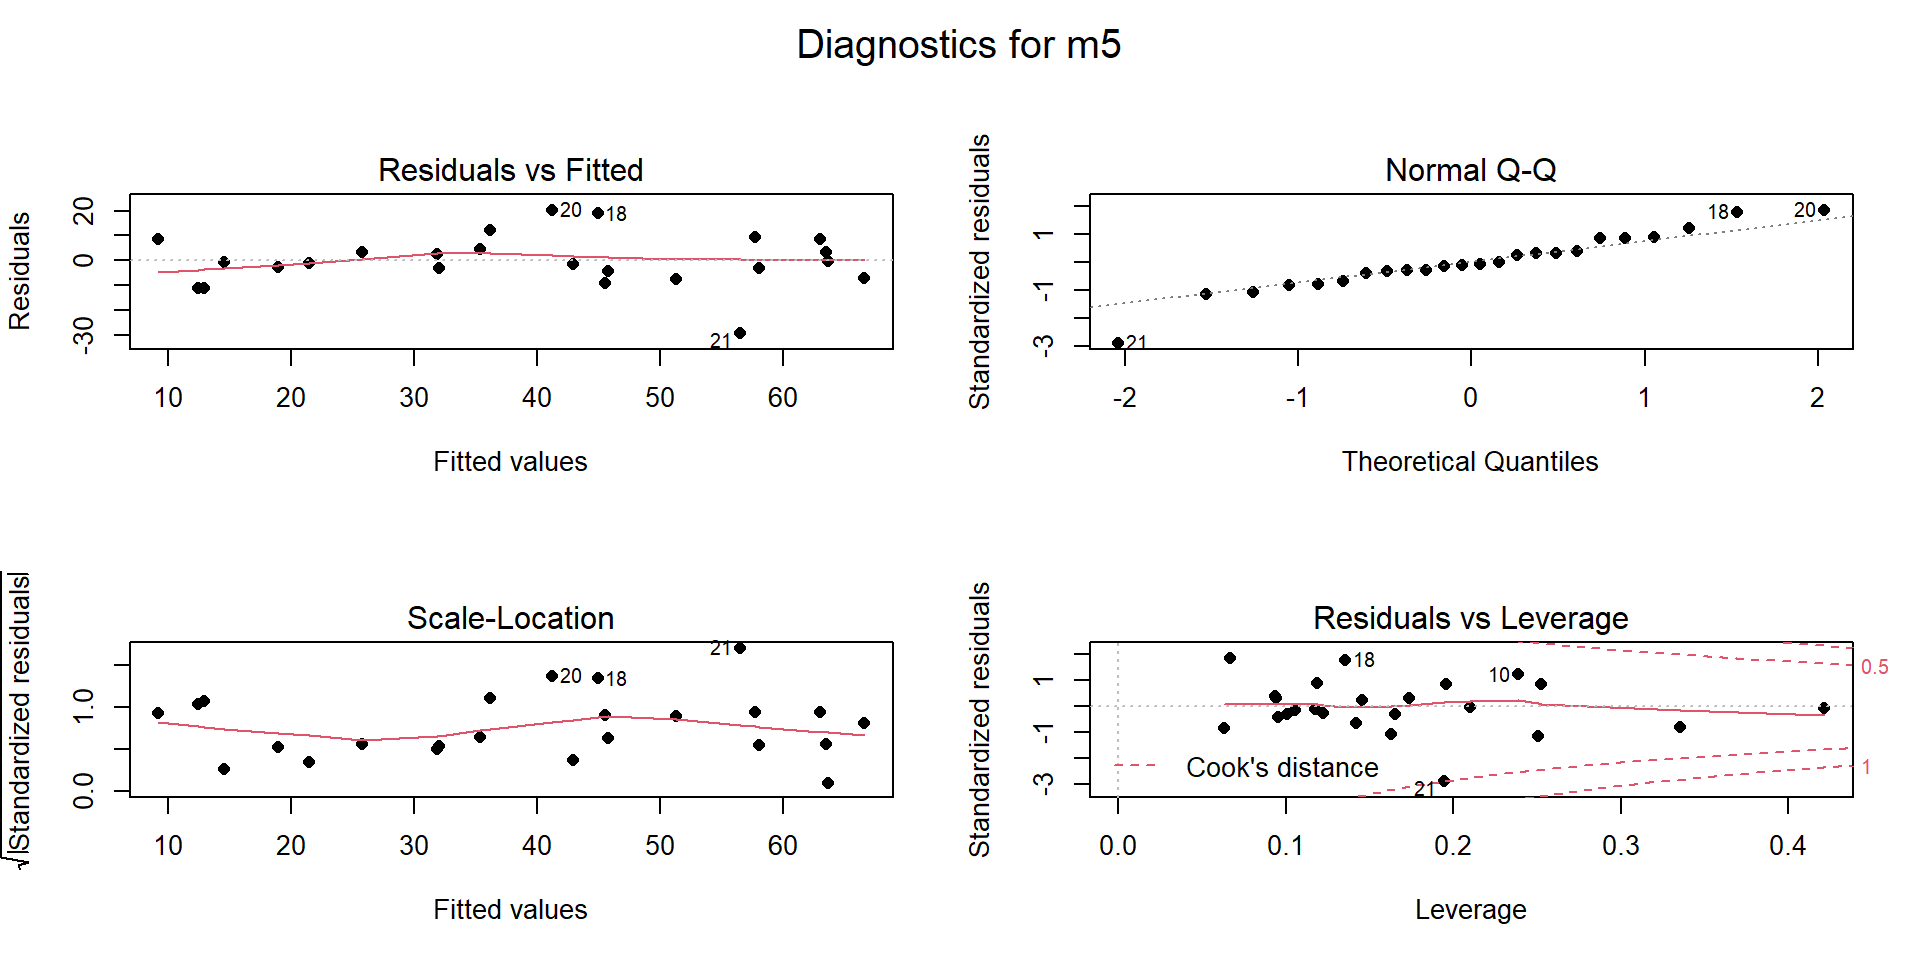 Diagnostics for m5
Residuals vs Fitted
Residuals
20
0
-30
20
18
21
10 20 30 40 50 60
Fitted values
Normal Q-Q
Standardized residuals
1
-1
-3
18
20
21
-2 -1 0 1 2
Theoretical Quantiles
Scale-Location
√|Standardized residuals|
1.0
0.0
21
20
18
10 20 30 40 50 60
Fitted values
Residuals vs Leverage
Standardized residuals
1
-1
-3
18
10
0.5
Cook's distance
1
21
0.0 0.1 0.2 0.3 0.4
Leverage